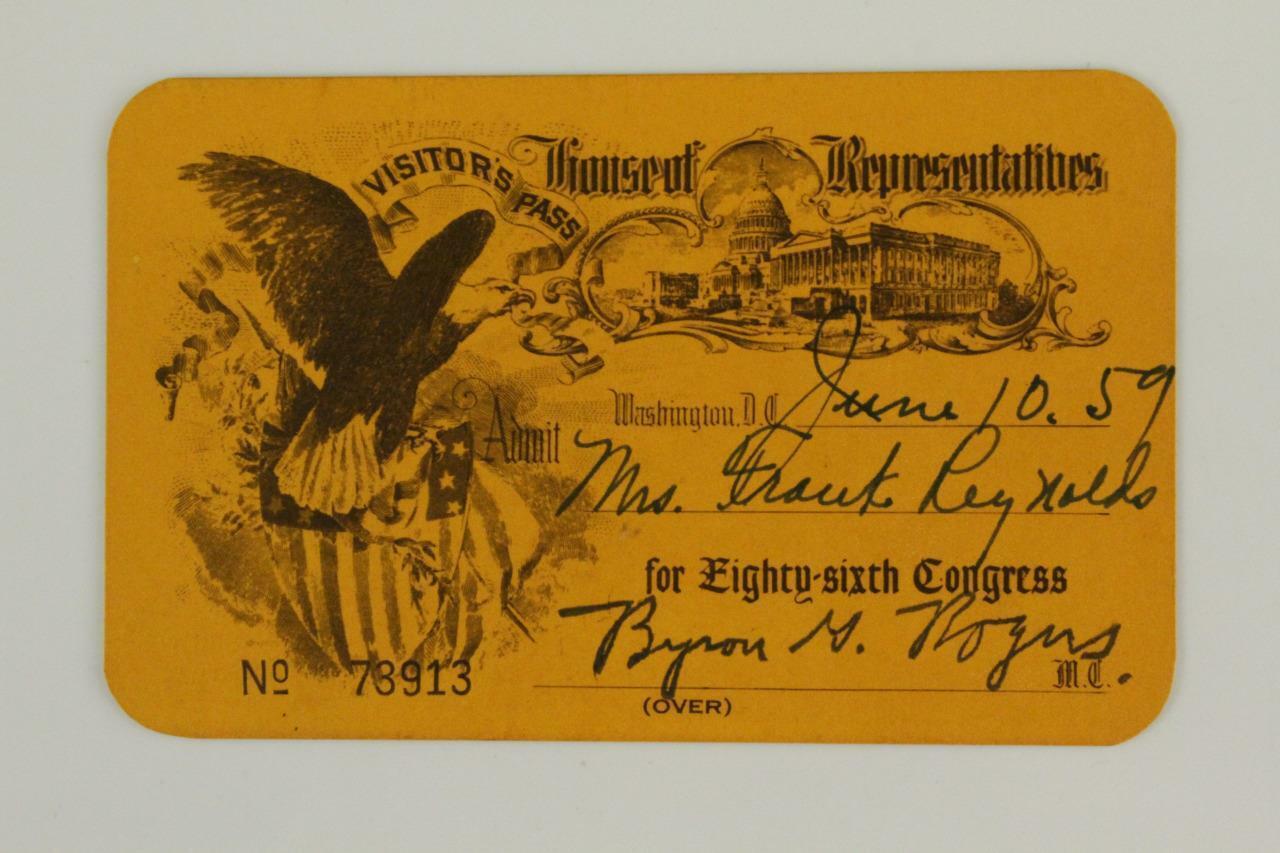 VISITOR'S PASS
House of Representatives
Washington, D.C. June 10. 59
Admit Mrs. Frank Reynolds
for Eighty-sixth Congress
Byron G. Rogers.
M.C.
No 73913
(OVER)